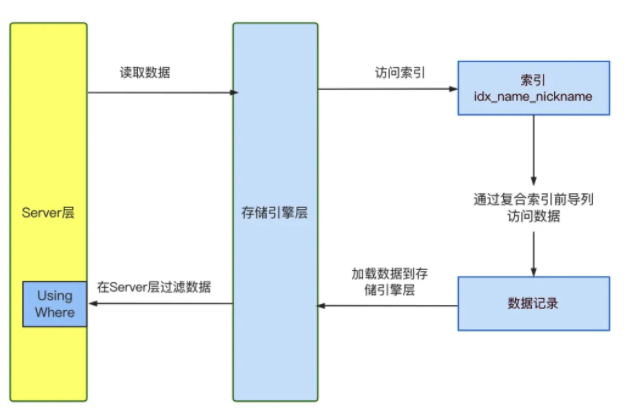 读取数据
访问索引
索引
idx_name_nickname
通过复合索引前导列
访问数据
Server层
存储引擎层
加载数据到存
储引擎层
数据记录
在Server层过滤数据
Using
Where